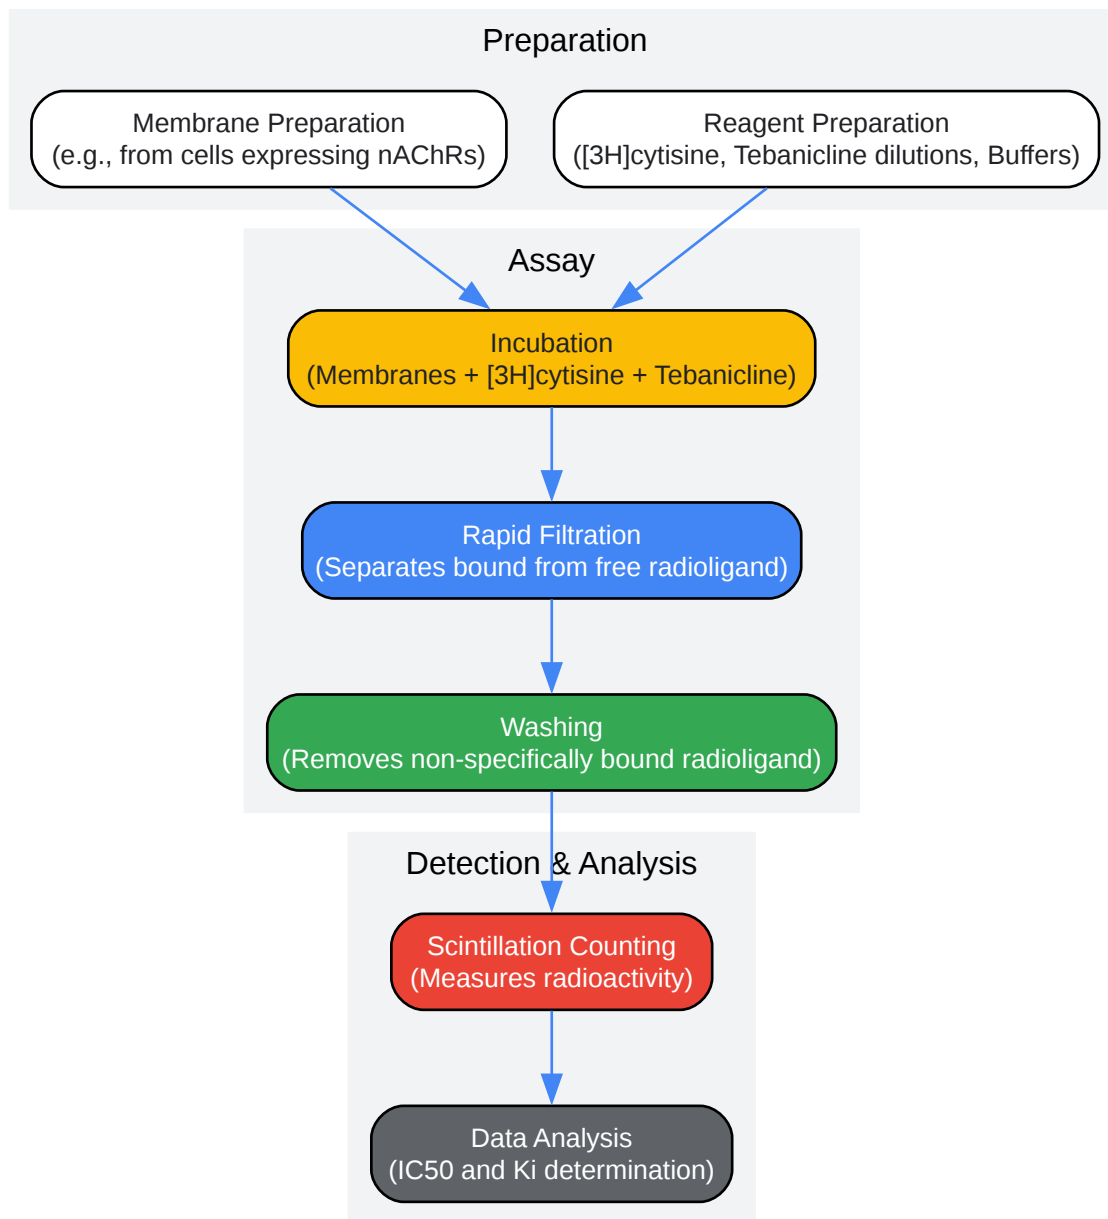 Preparation
Membrane Preparation
(e.g., from cells expressing nAChRs)
Reagent Preparation
([3H]cytisine, Tebanicline dilutions, Buffers)
Assay
Incubation
(Membranes + [3H]cytisine + Tebanicline)
Rapid Filtration
(Separates bound from free radioligand)
Washing
(Removes non-specifically bound radioligand)
Detection & Analysis
Scintillation Counting
(Measures radioactivity)
Data Analysis
(IC50 and Ki determination)